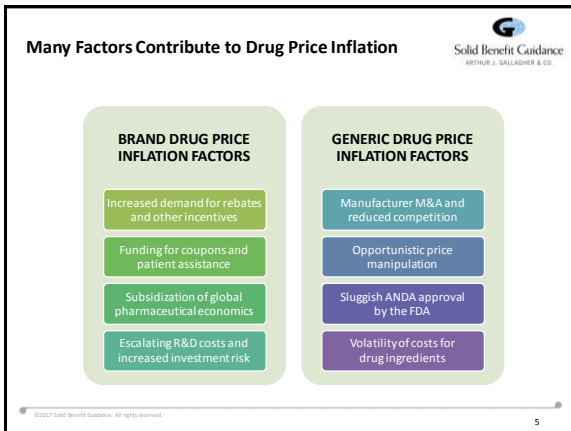 Many Factors Contribute to Drug Price Inflation
Solid Benefit Guidance
ARTHUR J. GALLAGHER & CO.
BRAND DRUG PRICE
INFLATION FACTORS
Increased demand for rebates
and other incentives
Funding for coupons and
patient assistance
Subsidization of global
pharmaceutical economics
Escalating R&D costs and
increased investment risk
GENERIC DRUG PRICE
INFLATION FACTORS
Manufacturer M&A and
reduced competition
Opportunistic price
manipulation
Sluggish ANDA approval
by the FDA
Volatility of costs for
drug ingredients
©2017 Solid Benefit Guidance. All rights reserved.
5